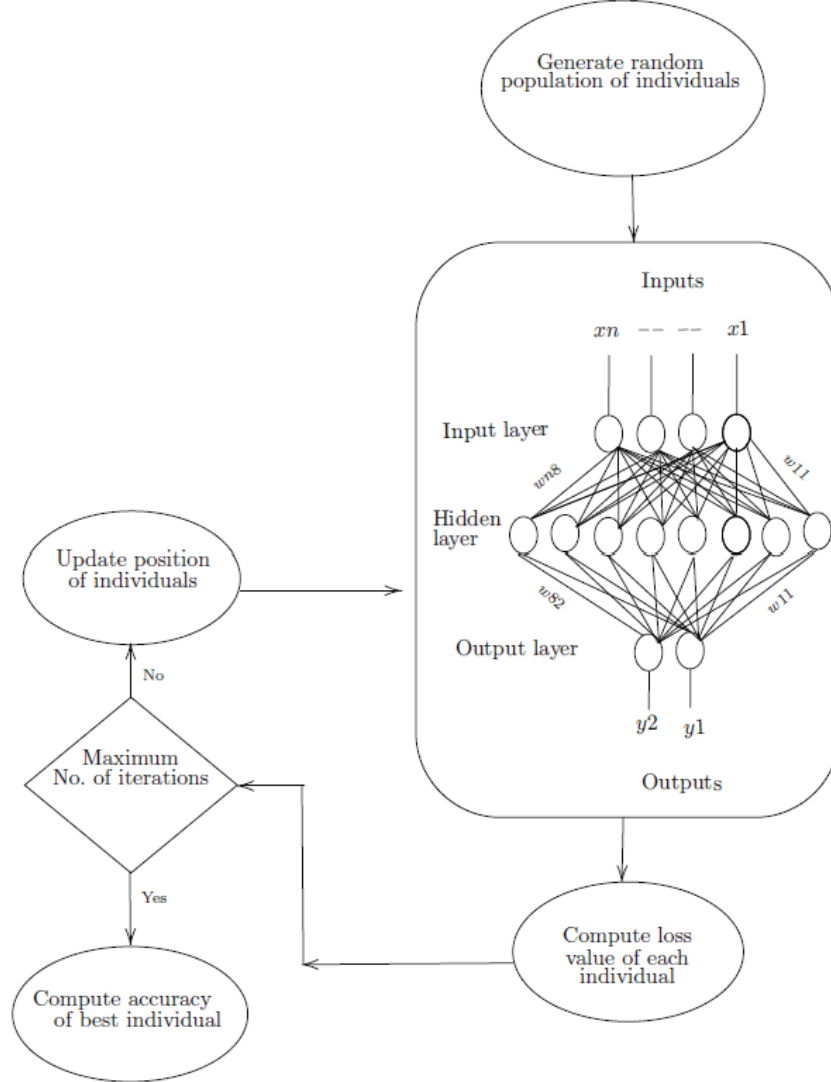 Generate random
population of individuals
Inputs
xn -- -- x1
Input layer
wn8
w11
Hidden
layer
w82
w11
Output layer
y2 y1
Outputs
Update position
of individuals
No
Maximum
No. of iterations
Yes
Compute accuracy
of best individual
Compute loss
value of each
individual